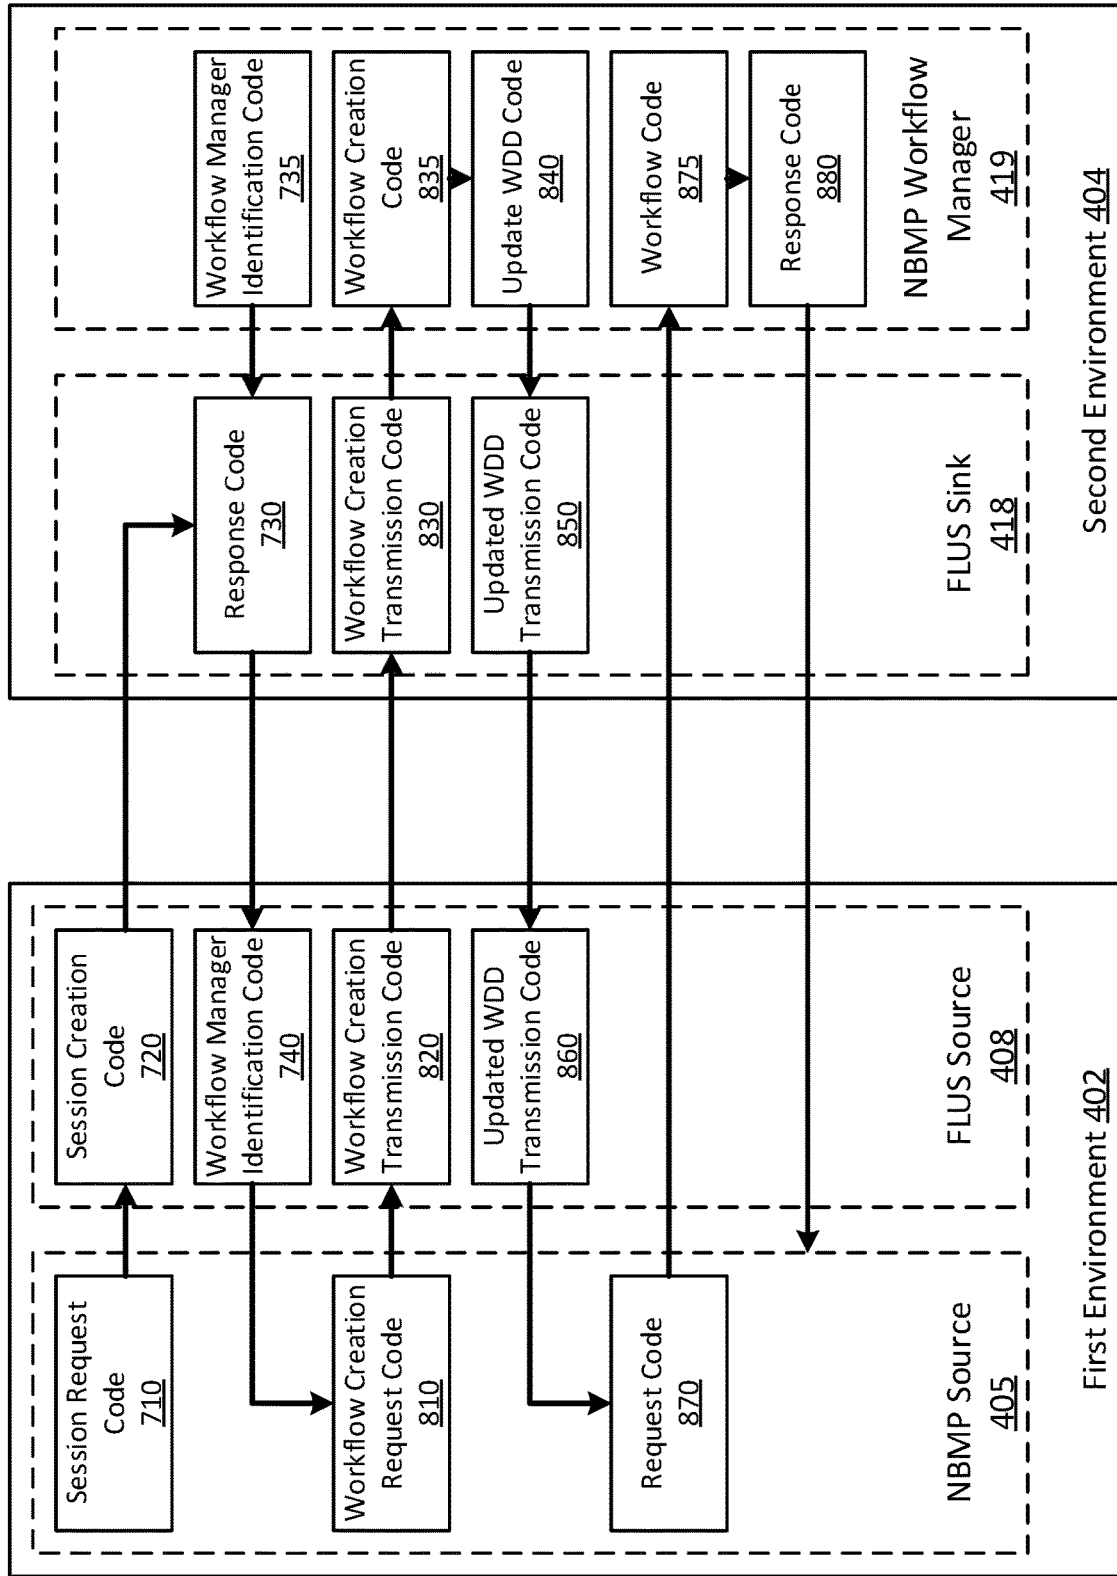 Session Request
Code
710
Workflow Creation
Request Code
810
Request Code
870
NBMP Source
405
Session Creation
Code
720
Workflow Manager
Identification Code
740
Workflow Creation
Transmission Code
820
Updated WDD
Transmission Code
860
FLUS Source
408
First Environment 402
Response Code
730
Workflow Creation
Transmission Code
830
Updated WDD
Transmission Code
850
FLUS Sink
418
Workflow Manager
Identification Code
735
Workflow Creation
Code
835
Update WDD Code
840
Workflow Code
875
Response Code
880
NBMP Workflow
Manager
419
Second Environment 404